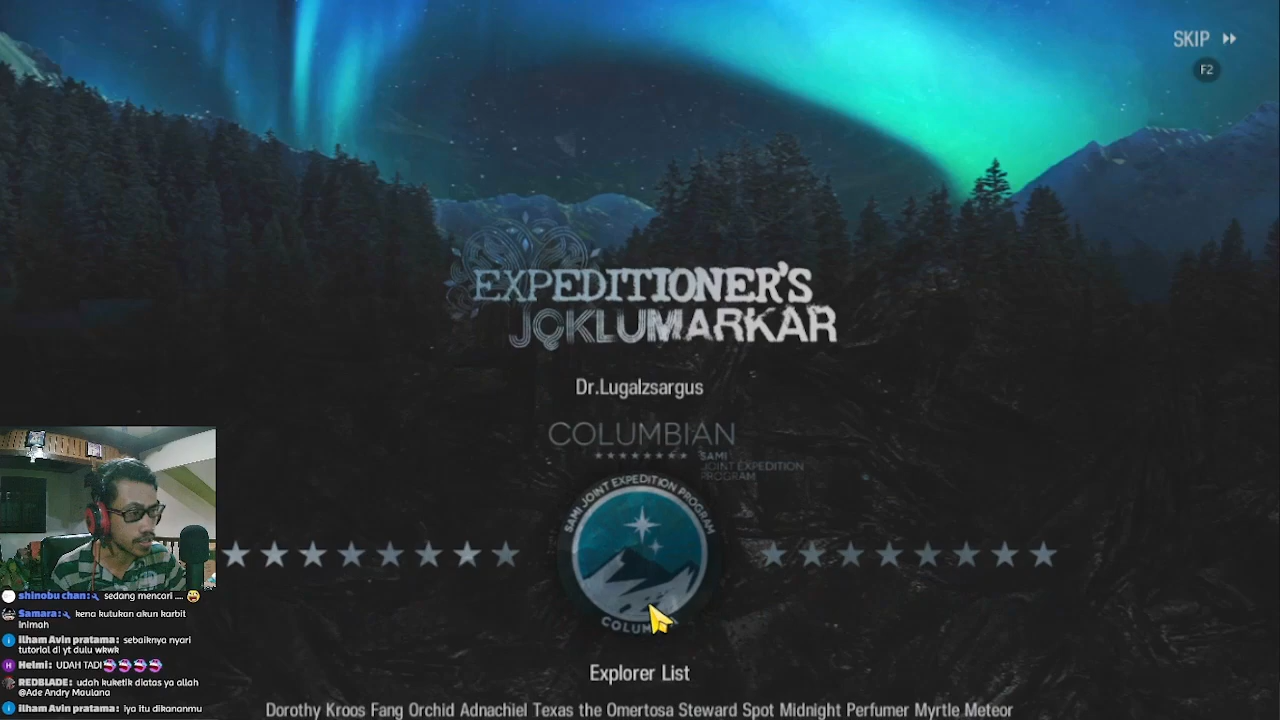 SKIP
F2
EXPEDITIONER'S
JOKLUMARKAR
Dr.Lugalzsargus
COLUMBIAN
SAMI
JOINT EXPEDITION
PROGRAM
SAMI JOINT EXPEDITION PROGRAM
Explorer List
Dorothy Kroos Fang Orchid Adnachiel Texas the Omertosa Steward Spot Midnight Perfumer Myrtle Meteor
shinobu chan: sedang mencari .... 
Samara: kena kutukan akun karbit
inimah
ilham Avin pratama: sebaiknya nyari
tutorial di yt dulu wkwk
Helmi: UDAH TADI
REDBLADE: udah kuketik diatas ya allah
@Ade Andry Maulana
ilham Avin pratama: iya itu dikananmu